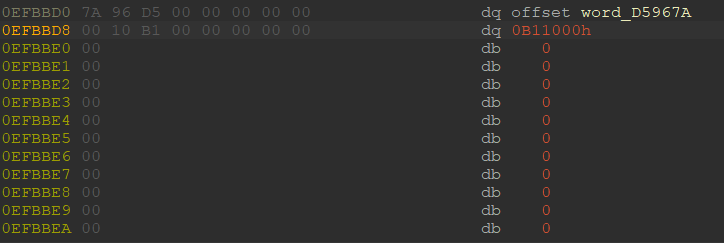 0EFBBD0 7A 96 D5 00 00 00 00 00 dq offset word_D5967A
0EFBBD8 00 10 B1 00 00 00 00 00 dq 0B11000h
0EFBBE0 00 db 0
0EFBBE1 00 db 0
0EFBBE2 00 db 0
0EFBBE3 00 db 0
0EFBBE4 00 db 0
0EFBBE5 00 db 0
0EFBBE6 00 db 0
0EFBBE7 00 db 0
0EFBBE8 00 db 0
0EFBBE9 00 db 0
0EFBBEA 00 db 0